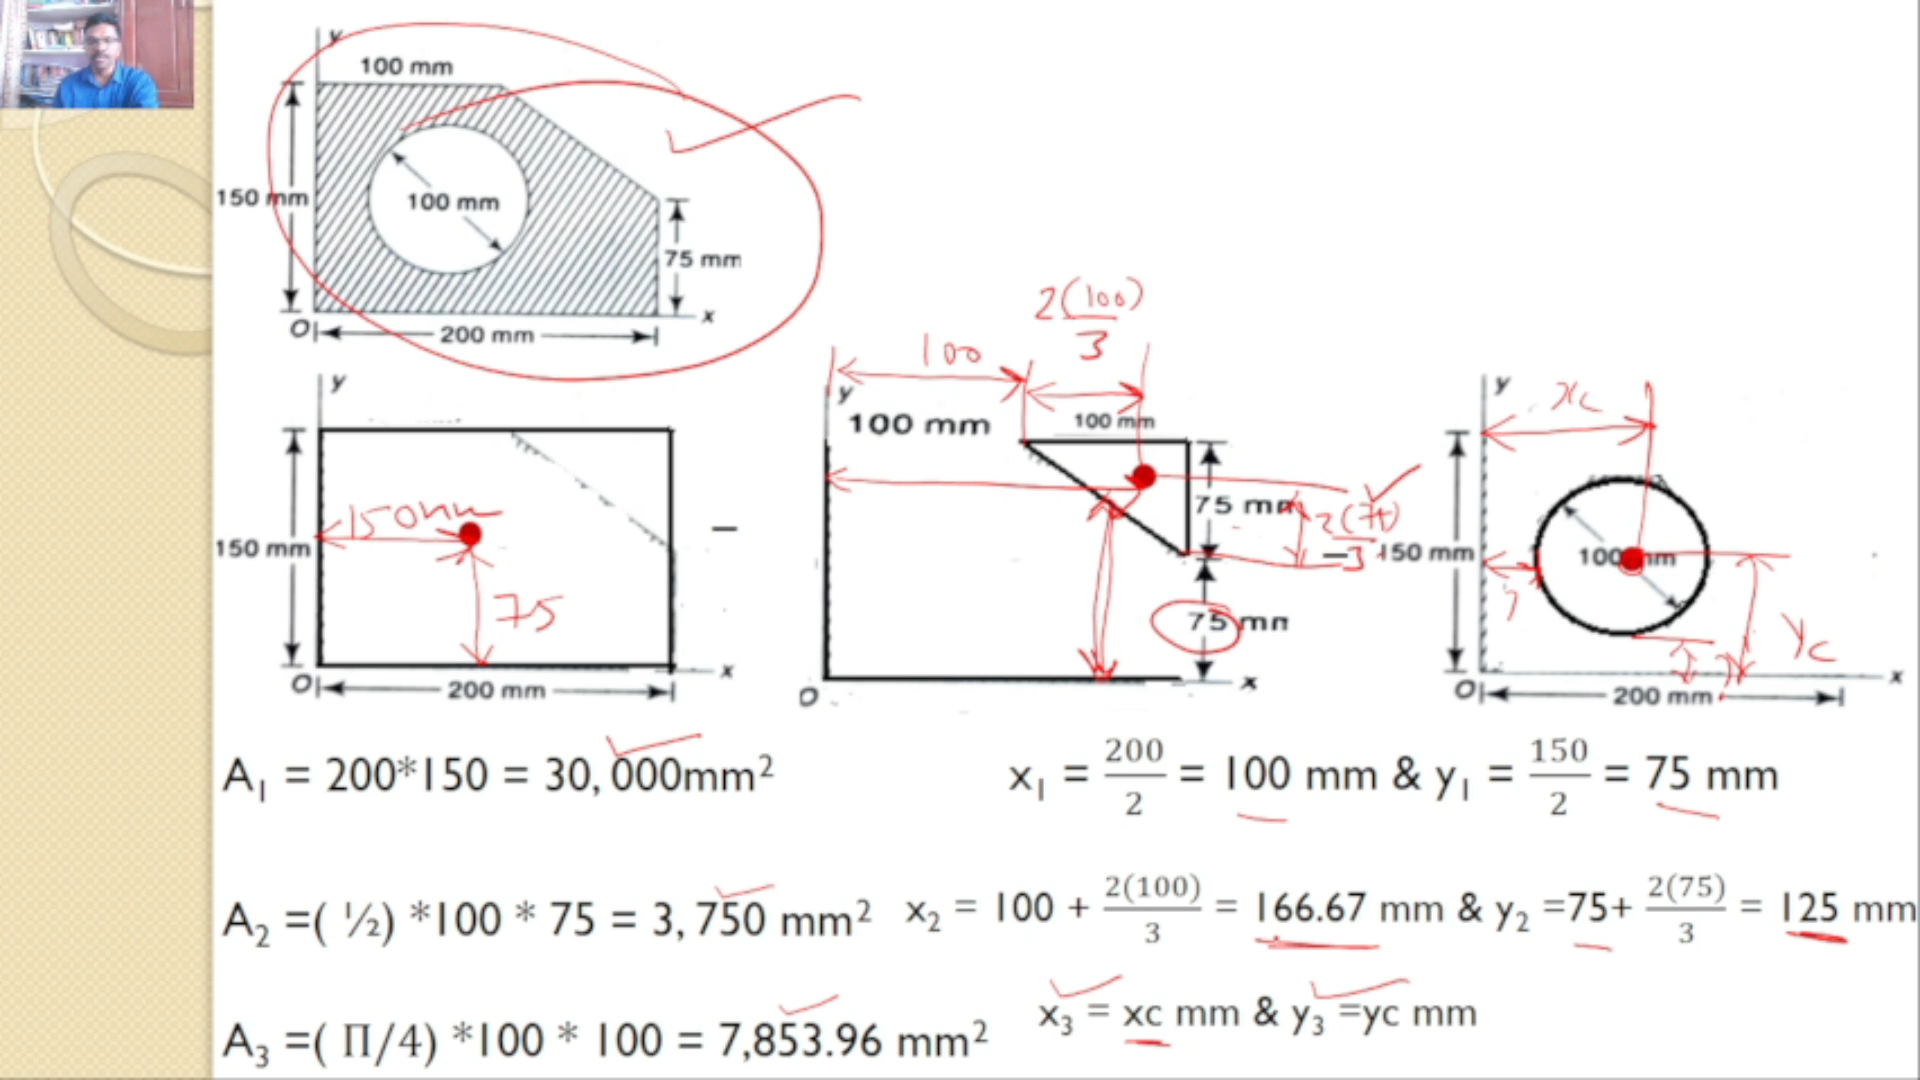 y
100 mm
150 mm
100 mm
75 mm
x
O
200 mm
y
150 mm
150mm
75
x
O
200 mm
–
100
2(100)
3
y
100 mm
100 mm
75 mm
75 mm
2(75)
3
x
O
–
y
xc
150 mm
100 mm
?
yc
?
x
O
200 mm
A₁ = 200*150 = 30, 000mm²
x₁ = 200/2 = 100 mm & y₁ = 150/2 = 75 mm
A₂ =( ½) *100 * 75 = 3, 750 mm²
x₂ = 100 + 2(100)/3 = 166.67 mm & y₂ =75+ 2(75)/3 = 125 mm
A₃ =( Π/4) *100 * 100 = 7,853.96 mm²
x₃ = xc mm & y₃ =yc mm